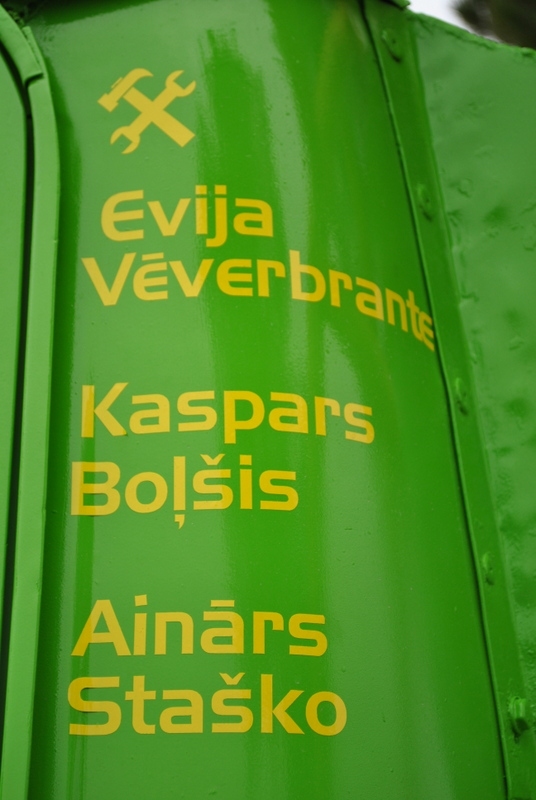 Evija
Vēverbrante
Kaspars
Boļšis
Ainārs
Staško